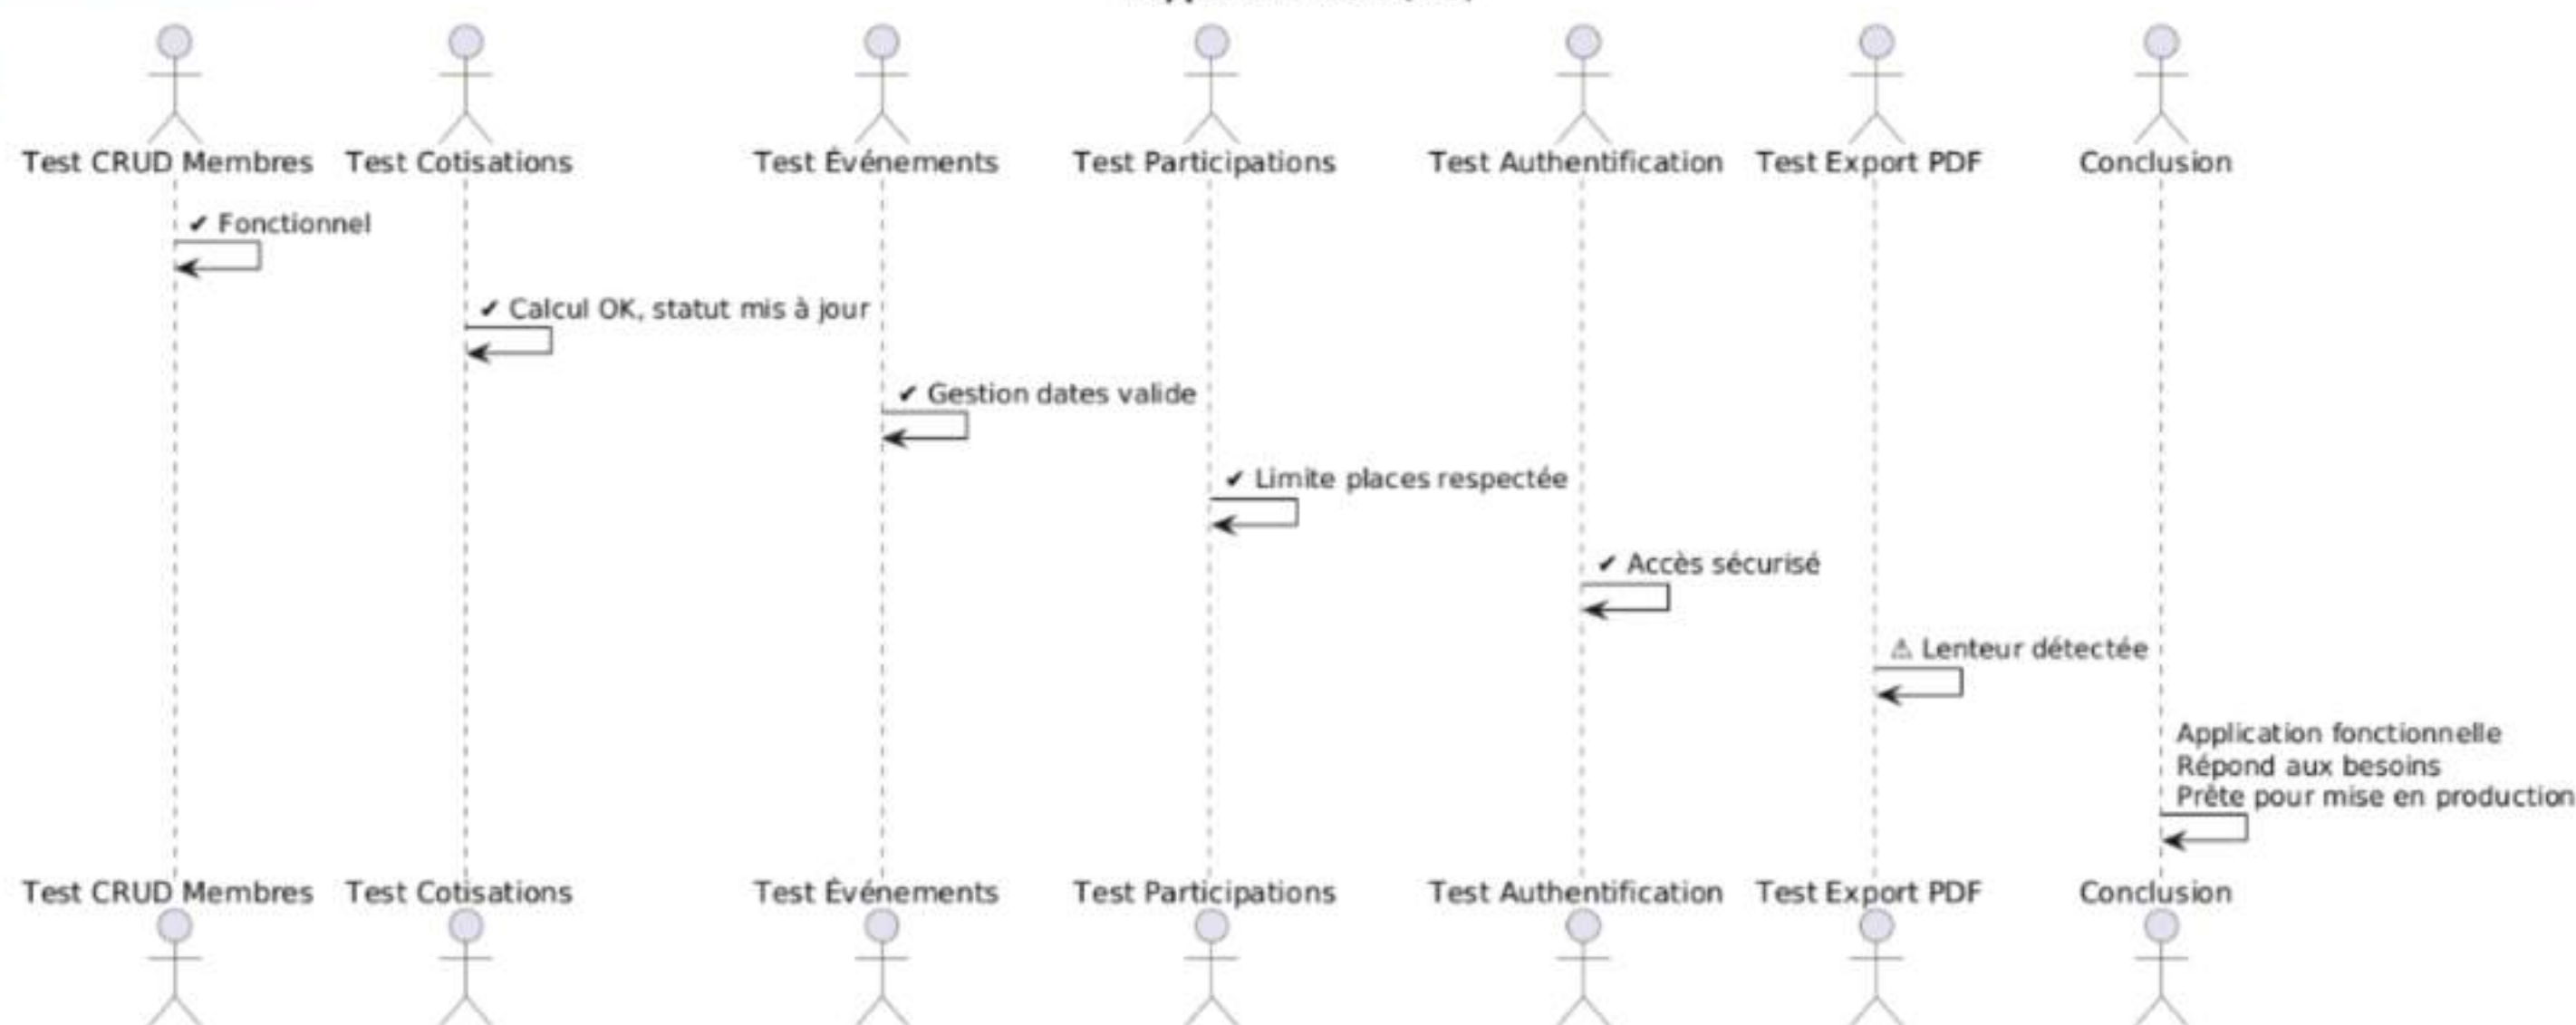 Test CRUD Membres Test Cotisations Test Événements Test Participations Test Authentification Test Export PDF Conclusion
✔ Fonctionnel
✔ Calcul OK, statut mis à jour
✔ Gestion dates valide
✔ Limite places respectée
✔ Accès sécurisé
⚠ Lenteur détectée
Application fonctionnelle
Répond aux besoins
Prête pour mise en production
Test CRUD Membres Test Cotisations Test Événements Test Participations Test Authentification Test Export PDF Conclusion